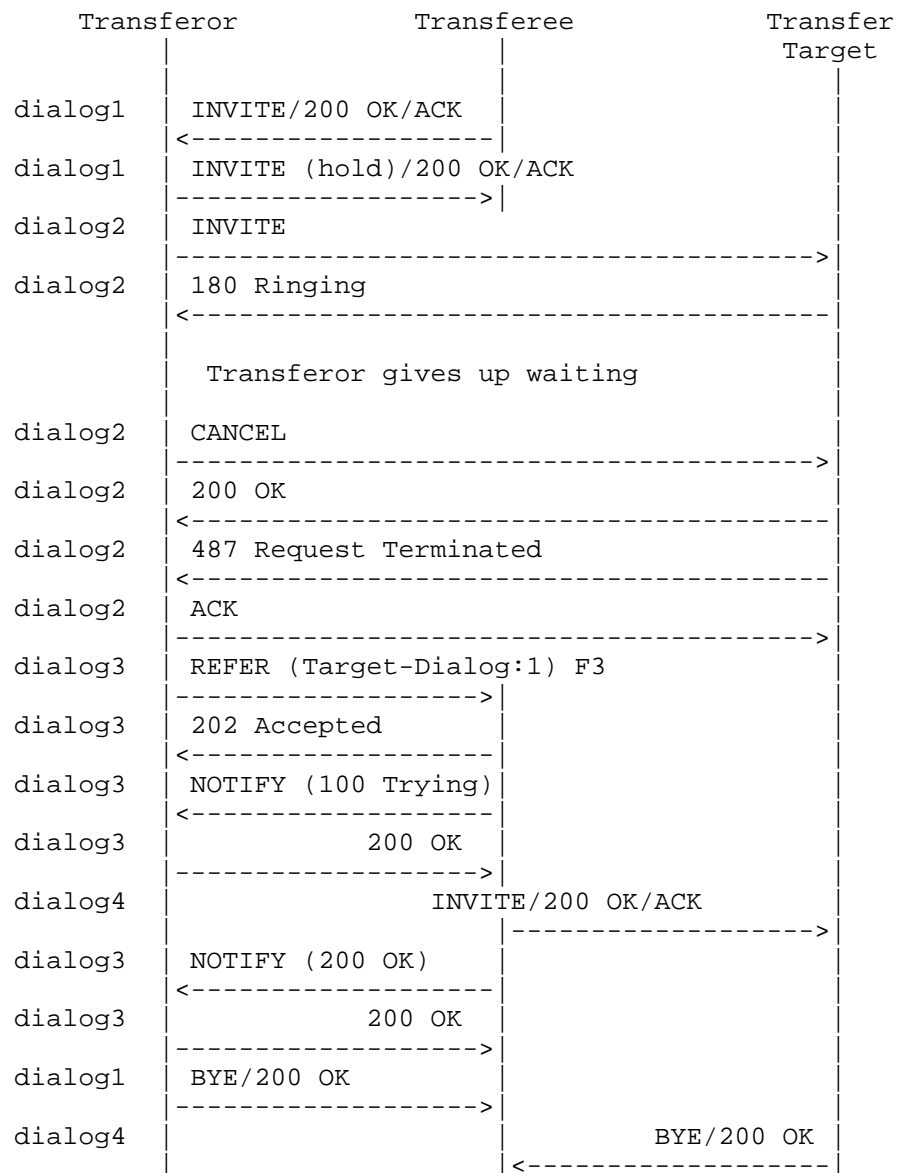 Transferor Transferee Transfer
Target
dialog1 INVITE/200 OK/ACK
dialog1 INVITE (hold)/200 OK/ACK
dialog2 INVITE
dialog2 180 Ringing
Transferor gives up waiting
dialog2 CANCEL
dialog2 200 OK
dialog2 487 Request Terminated
dialog2 ACK
dialog3 REFER (Target-Dialog:1) F3
dialog3 202 Accepted
dialog3 NOTIFY (100 Trying)
dialog3 200 OK
dialog4 INVITE/200 OK/ACK
dialog3 NOTIFY (200 OK)
dialog3 200 OK
dialog1 BYE/200 OK
dialog4 BYE/200 OK